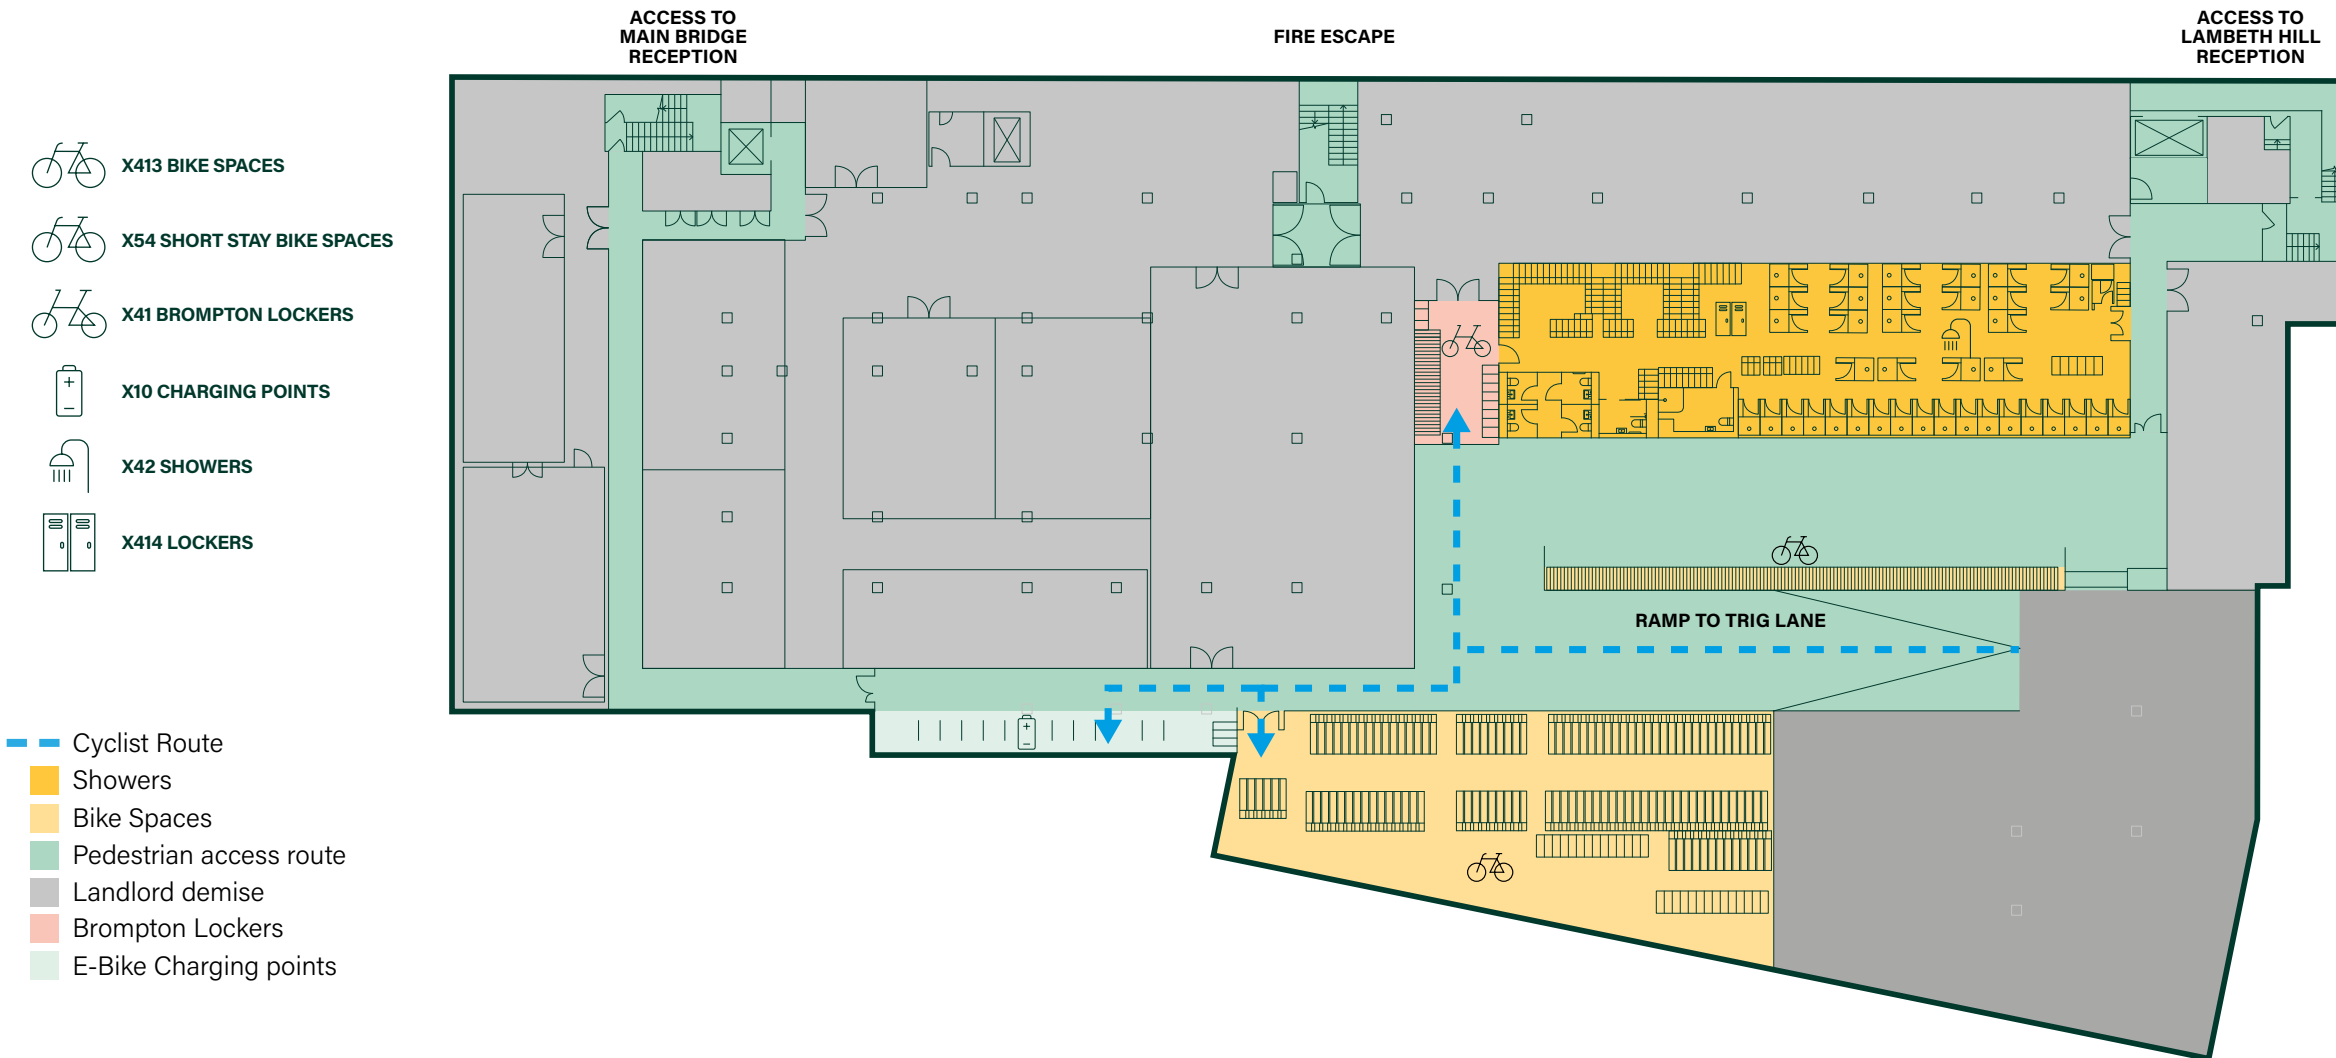 ACCESS TO
MAIN BRIDGE
RECEPTION
FIRE ESCAPE
ACCESS TO
LAMBETH HILL
RECEPTION
X413 BIKE SPACES
X54 SHORT STAY BIKE SPACES
X41 BROMPTON LOCKERS
X10 CHARGING POINTS
X42 SHOWERS
X414 LOCKERS
RAMP TO TRIG LANE
Cyclist Route
Showers
Bike Spaces
Pedestrian access route
Landlord demise
Brompton Lockers
E-Bike Charging points